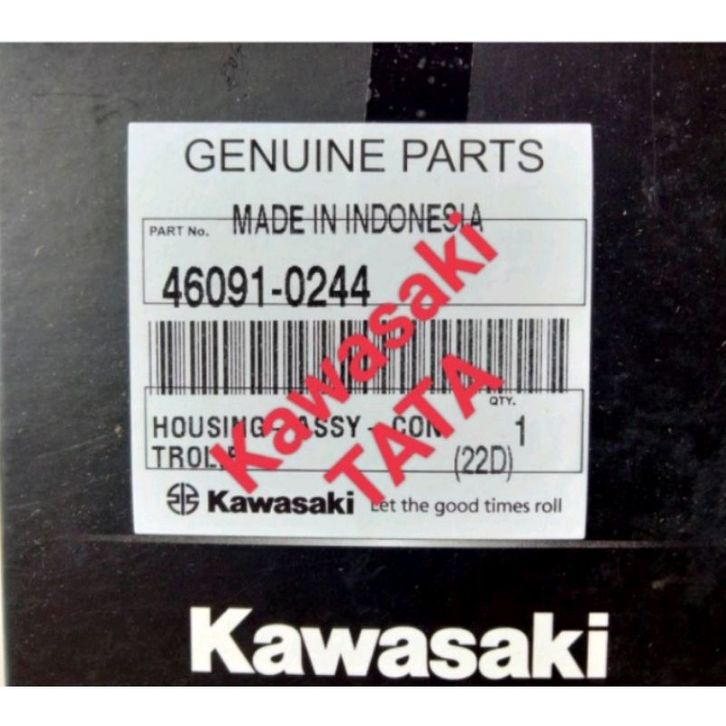 GENUINE PARTS
MADE IN INDONESIA
PART No.
46091-0244
HOUSING-ASSY-CON
TROL,
QTY.
1
(22D)
Kawasaki Let the good times roll
Kawasaki
TATA
Kawasaki